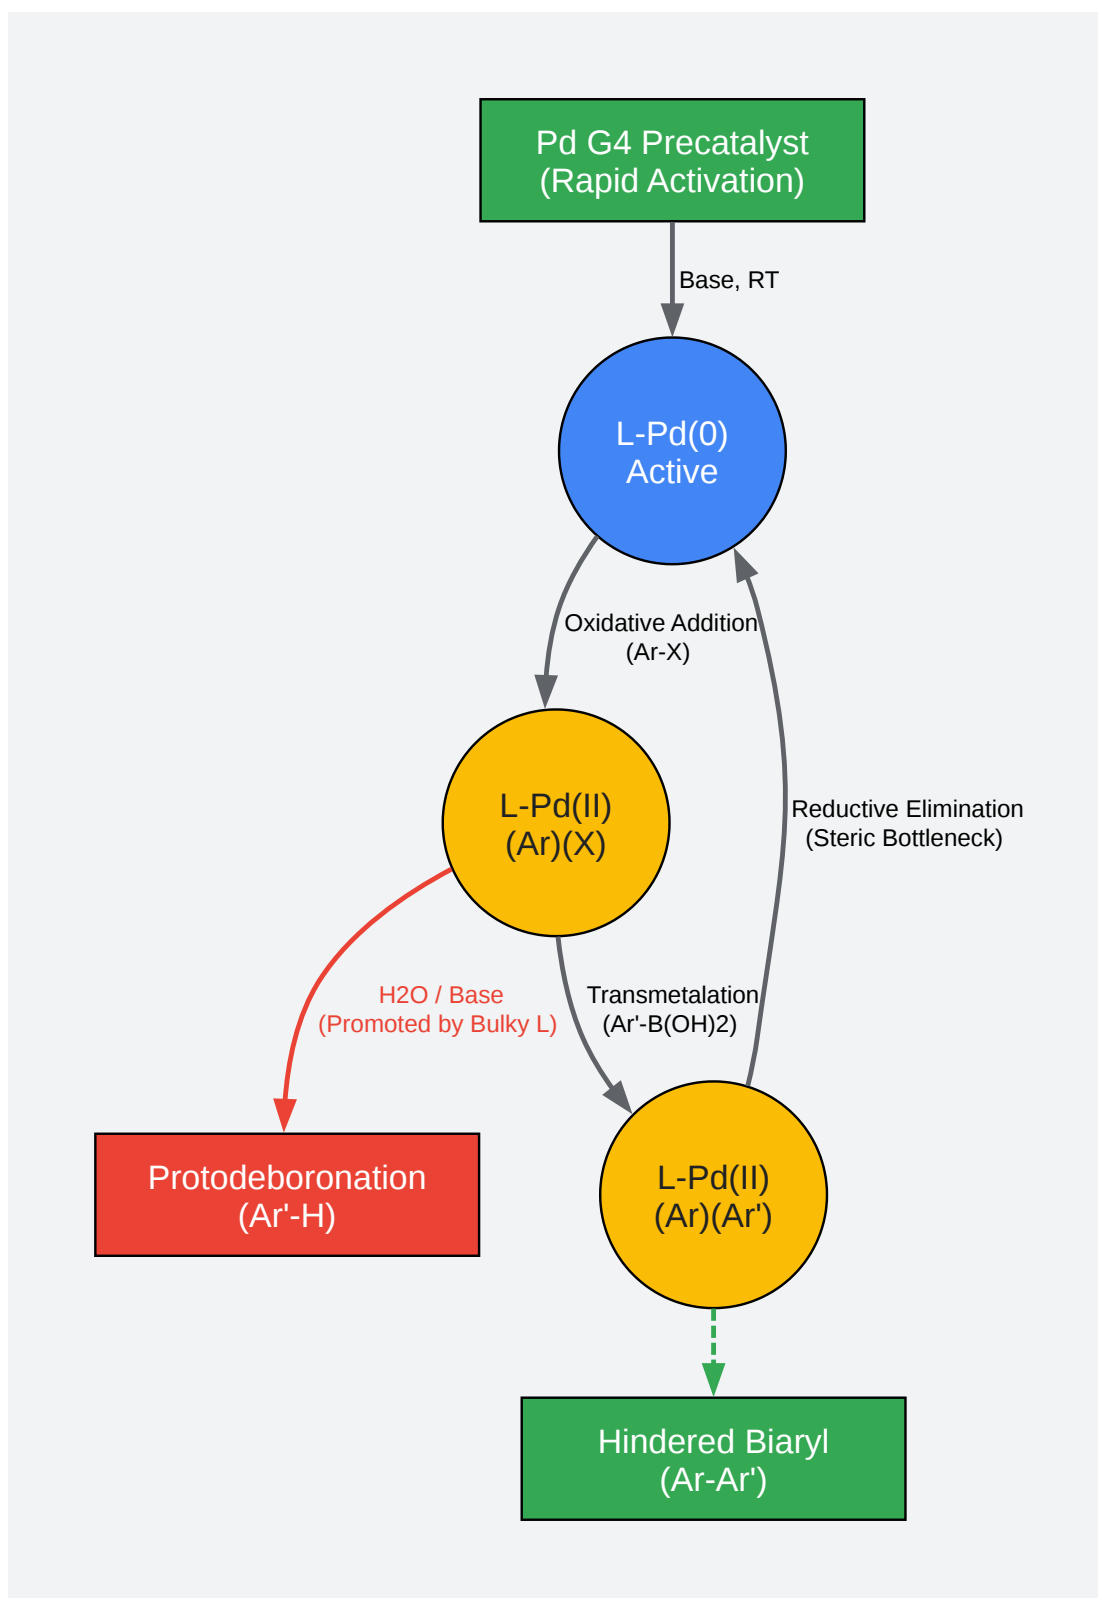 Pd G4 Precatalyst
(Rapid Activation)
Base, RT
L-Pd(0)
Active
Oxidative Addition
(Ar-X)
L-Pd(II)
(Ar)(X)
Reductive Elimination
(Steric Bottleneck)
H2O / Base
(Promoted by Bulky L)
Transmetalation
(Ar'-B(OH)2)
Protodeboronation
(Ar'-H)
L-Pd(II)
(Ar)(Ar')
Hindered Biaryl
(Ar-Ar')